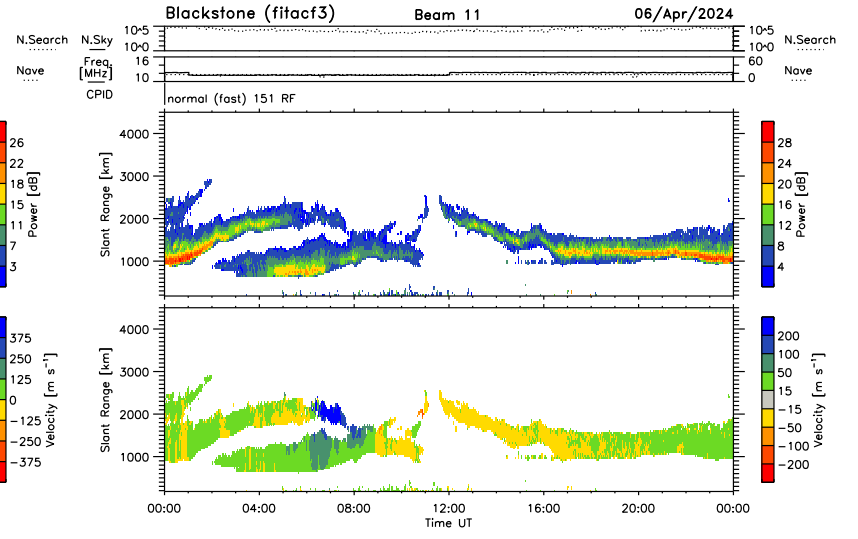 Blackstone (fitacf3) Beam 11 06/Apr/2024
N.Search N.Sky 10^5 10^0 10^5 10^0 N.Search
Nave Freq. [MHz] 16 10 60 0 Nave
CPID normal (fast) 151 RF
Slant Range [km] 4000 3000 2000 1000
26 22 18 15 11 7 3 Power [dB]
28 24 20 16 12 8 4 Power [dB]
Slant Range [km] 4000 3000 2000 1000
375 250 125 0 −125 −250 −375 Velocity [m s⁻¹]
200 100 50 15 −15 −50 −100 −200 Velocity [m s⁻¹]
00:00 04:00 08:00 12:00 16:00 20:00 00:00
Time UT